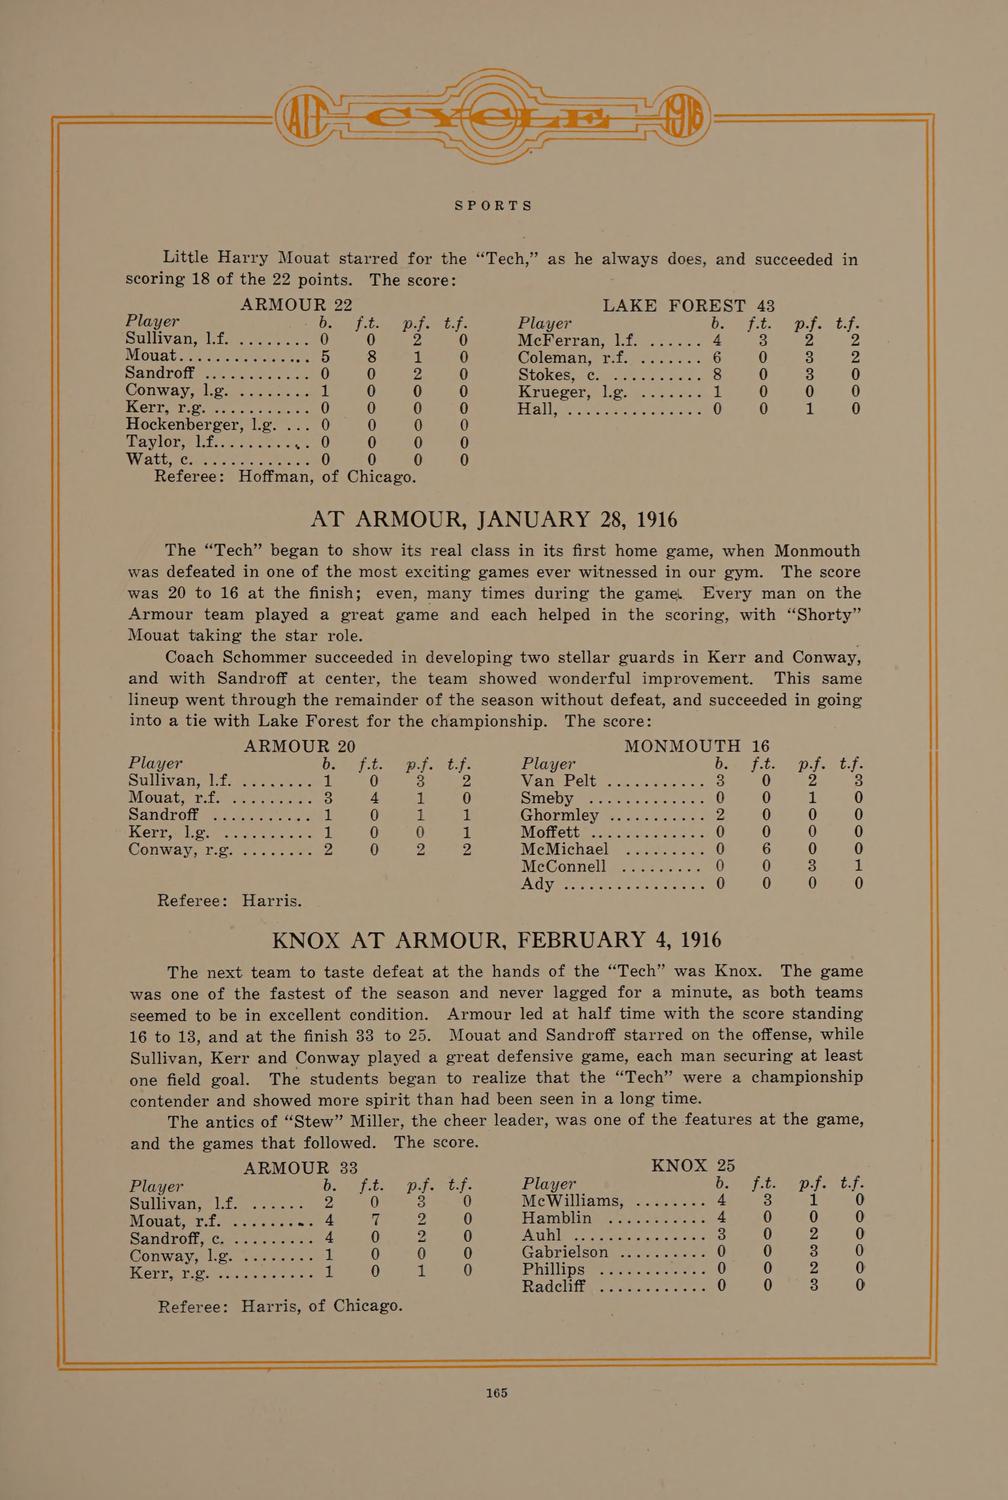 AIT CYCLE 1916
SPORTS
Little Harry Mouat starred for the “Tech,” as he always does, and succeeded in
scoring 18 of the 22 points. The score:
ARMOUR 22
Player b. f.t. p.f. t.f.
Sullivan, l.f. ......... 0 0 2 0
Mouat............... 5 8 1 0
Sandroff ............ 0 0 2 0
Conway, l.g. ........ 1 0 0 0
Kerr, r.g. ........... 0 0 0 0
Hockenberger, l.g. ... 0 0 0 0
Taylor, l.f........... 0 0 0 0
Watt, c. ............ 0 0 0 0
Referee: Hoffman, of Chicago.
LAKE FOREST 43
Player b. f.t. p.f. t.f.
McFerran, l.f. ...... 4 3 2 2
Coleman, r.f. ....... 6 0 3 2
Stokes, c. .......... 8 0 3 0
Krueger, l.g. ....... 1 0 0 0
Hall, ............... 0 0 1 0
AT ARMOUR, JANUARY 28, 1916
The “Tech” began to show its real class in its first home game, when Monmouth
was defeated in one of the most exciting games ever witnessed in our gym. The score
was 20 to 16 at the finish; even, many times during the game. Every man on the
Armour team played a great game and each helped in the scoring, with “Shorty”
Mouat taking the star role.
Coach Schommer succeeded in developing two stellar guards in Kerr and Conway,
and with Sandroff at center, the team showed wonderful improvement. This same
lineup went through the remainder of the season without defeat, and succeeded in going
into a tie with Lake Forest for the championship. The score:
ARMOUR 20
Player b. f.t. p.f. t.f.
Sullivan, l.f. ......... 1 0 3 2
Mouat, r.f. .......... 3 4 1 0
Sandroff ............ 1 0 1 1
Kerr, l.g. ........... 1 0 0 1
Conway, r.g. ........ 2 0 2 2
Referee: Harris.
MONMOUTH 16
Player b. f.t. p.f. t.f.
Van Pelt ............ 3 0 2 3
Smeby .............. 0 0 1 0
Ghormley ........... 2 0 0 0
Moffett ............. 0 0 0 0
McMichael ......... 0 6 0 0
McConnell ......... 0 0 3 1
Ady ................ 0 0 0 0
KNOX AT ARMOUR, FEBRUARY 4, 1916
The next team to taste defeat at the hands of the “Tech” was Knox. The game
was one of the fastest of the season and never lagged for a minute, as both teams
seemed to be in excellent condition. Armour led at half time with the score standing
16 to 13, and at the finish 33 to 25. Mouat and Sandroff starred on the offense, while
Sullivan, Kerr and Conway played a great defensive game, each man securing at least
one field goal. The students began to realize that the “Tech” were a championship
contender and showed more spirit than had been seen in a long time.
The antics of “Stew” Miller, the cheer leader, was one of the features at the game,
and the games that followed. The score.
ARMOUR 33
Player b. f.t. p.f. t.f.
Sullivan, l.f. ...... 2 0 3 0
Mouat, r.f. .......... 4 7 2 0
Sandroff, c. ......... 4 0 2 0
Conway, l.g. ........ 1 0 0 0
Kerr, r.g. ............ 1 0 1 0
Referee: Harris, of Chicago.
KNOX 25
Player b. f.t. p.f. t.f.
McWilliams, ........ 4 3 1 0
Hamblin ........... 4 0 0 0
Auhl ............... 3 0 2 0
Gabrielson .......... 0 0 3 0
Phillips ............ 0 0 2 0
Radcliff ............ 0 0 3 0
165